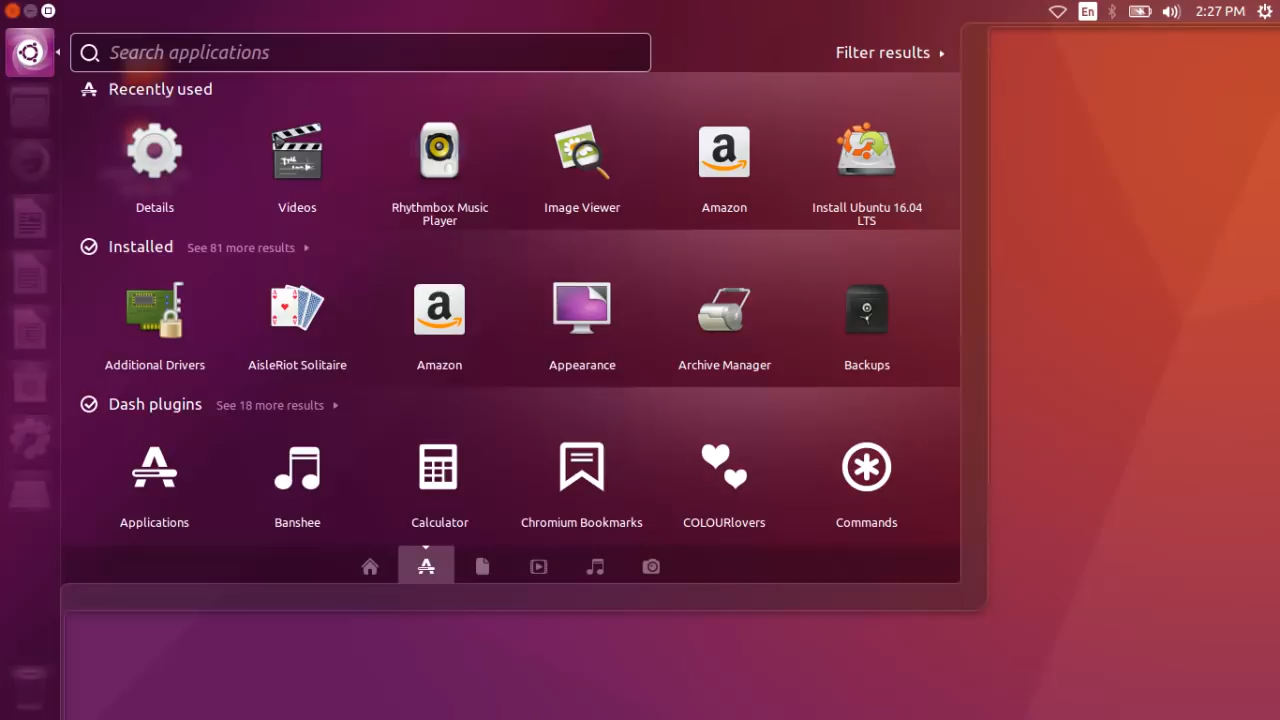 En
2:27 PM
Search applications
Filter results
Recently used
Details
Videos
Rhythmbox Music
Player
Image Viewer
Amazon
Install Ubuntu 16.04
LTS
Installed See 81 more results
Additional Drivers
AisleRiot Solitaire
Amazon
Appearance
Archive Manager
Backups
Dash plugins See 18 more results
Applications
Banshee
Calculator
Chromium Bookmarks
COLOURlovers
Commands